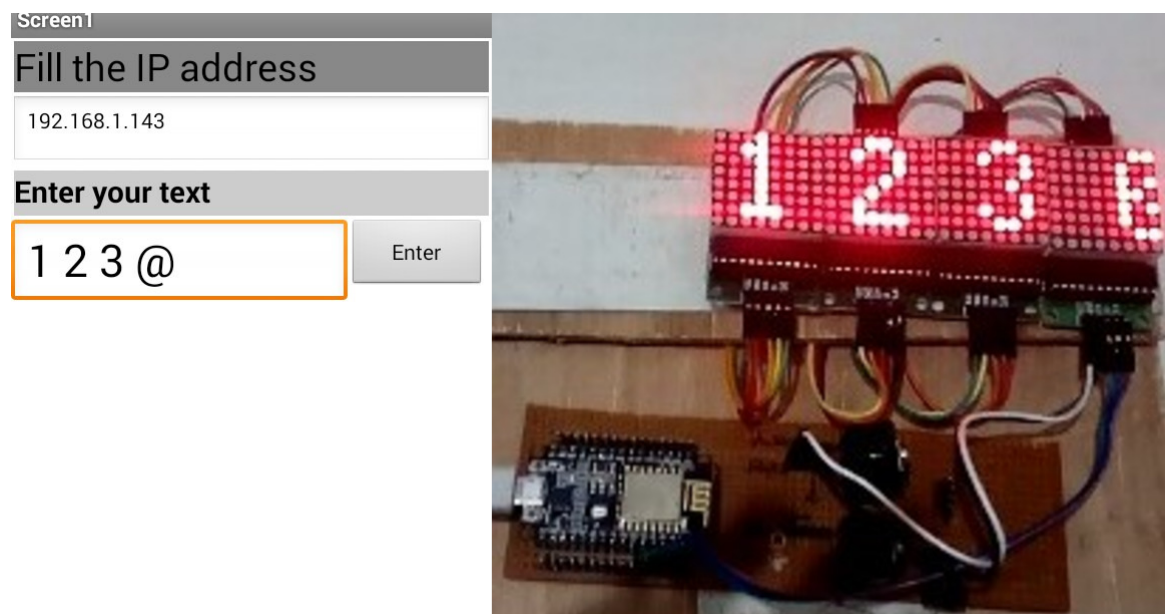 Screen1
Fill the IP address
192.168.1.143
Enter your text
1 2 3 @
Enter
1 2 3